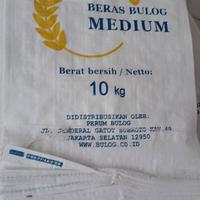 BERAS BULOG
MEDIUM
Berat bersih / Netto:
10 kg
DIDISTRIBUSIKAN OLEH:
PERUM BULOG
JL. JENDERAL GATOT SUBROTO KAV.49
JAKARTA SELATAN 12950
WWW.BULOG.CO.ID